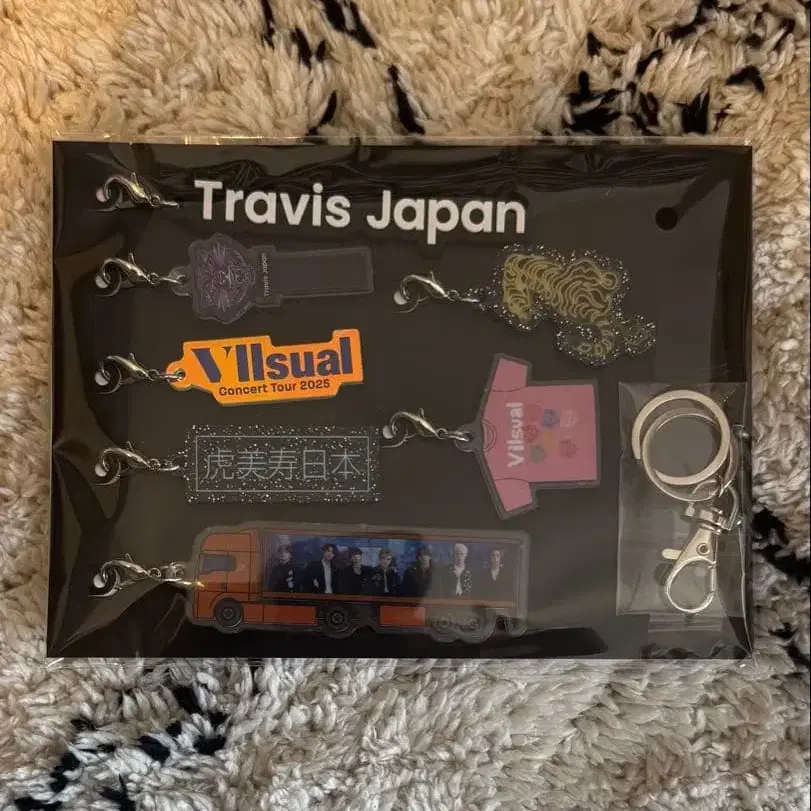 Travis Japan
Travis Japan
VIIsual
Concert Tour 2025
VIIsual
虎美寿日本